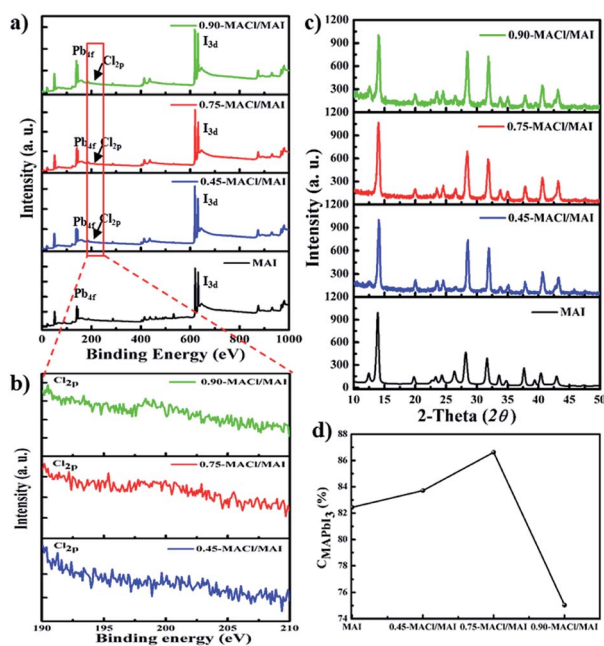 a)
0.90-MACl/MAI
Pb4f
Cl2p
I3d
0.75-MACl/MAI
Pb4f
Cl2p
I3d
0.45-MACl/MAI
Pb4f
Cl2p
I3d
MAI
Pb4f
I3d
Intensity (a. u.)
0 200 400 600 800 1000
Binding Energy (eV)
b)
Cl2p
0.90-MACl/MAI
Cl2p
0.75-MACl/MAI
Cl2p
0.45-MACl/MAI
Intensity (a.u.)
190 195 200 205 210
Binding energy (eV)
c)
0.90-MACl/MAI
1200
900
600
300
1200
0.75-MACl/MAI
900
600
300
1200
0.45-MACl/MAI
900
600
300
1200
MAI
900
600
300
0
Intensity (a. u.)
10 15 20 25 30 35 40 45 50
2-Theta (2θ)
d)
86
84
82
80
78
76
74
CMAPbI3 (%)
MAI 0.45-MACl/MAI 0.75-MACl/MAI 0.90-MACl/MAI